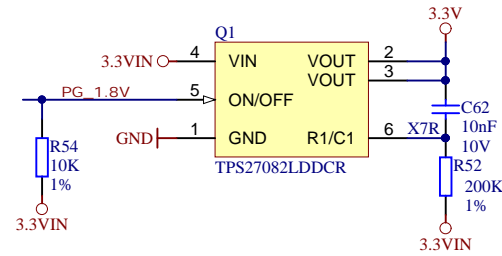 Q1
3.3V
3.3VIN
4
VIN
VOUT
2
VOUT
3
PG_1.8V
5
ON/OFF
C62
10nF
10V
GND
1
GND
R1/C1
6
X7R
R54
10K
1%
TPS27082LDDCR
R52
200K
1%
3.3VIN
3.3VIN